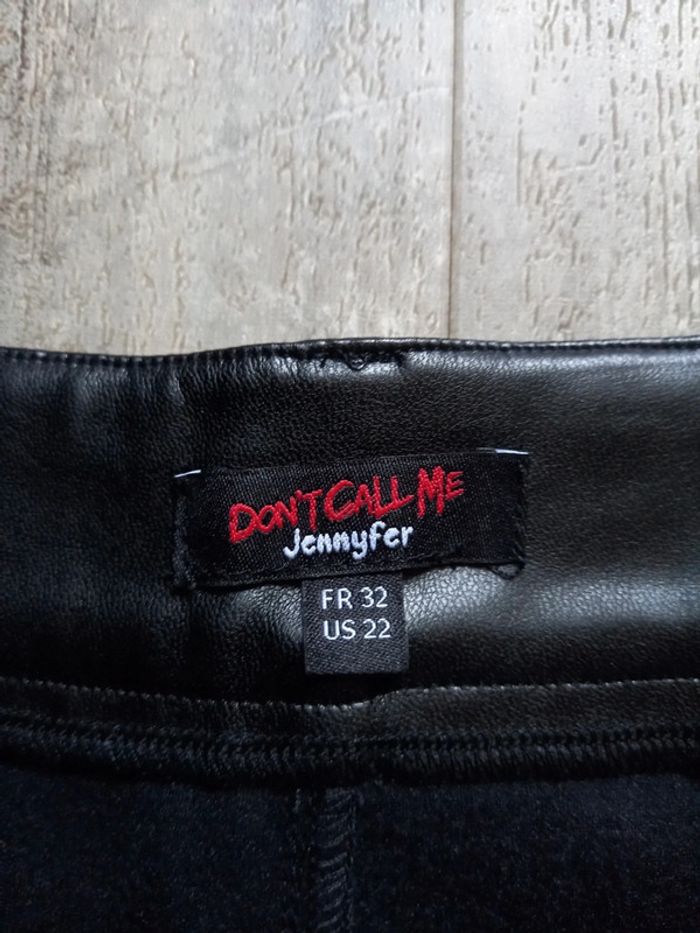 DON'T CALL ME
Jennyfer
FR 32
US 22